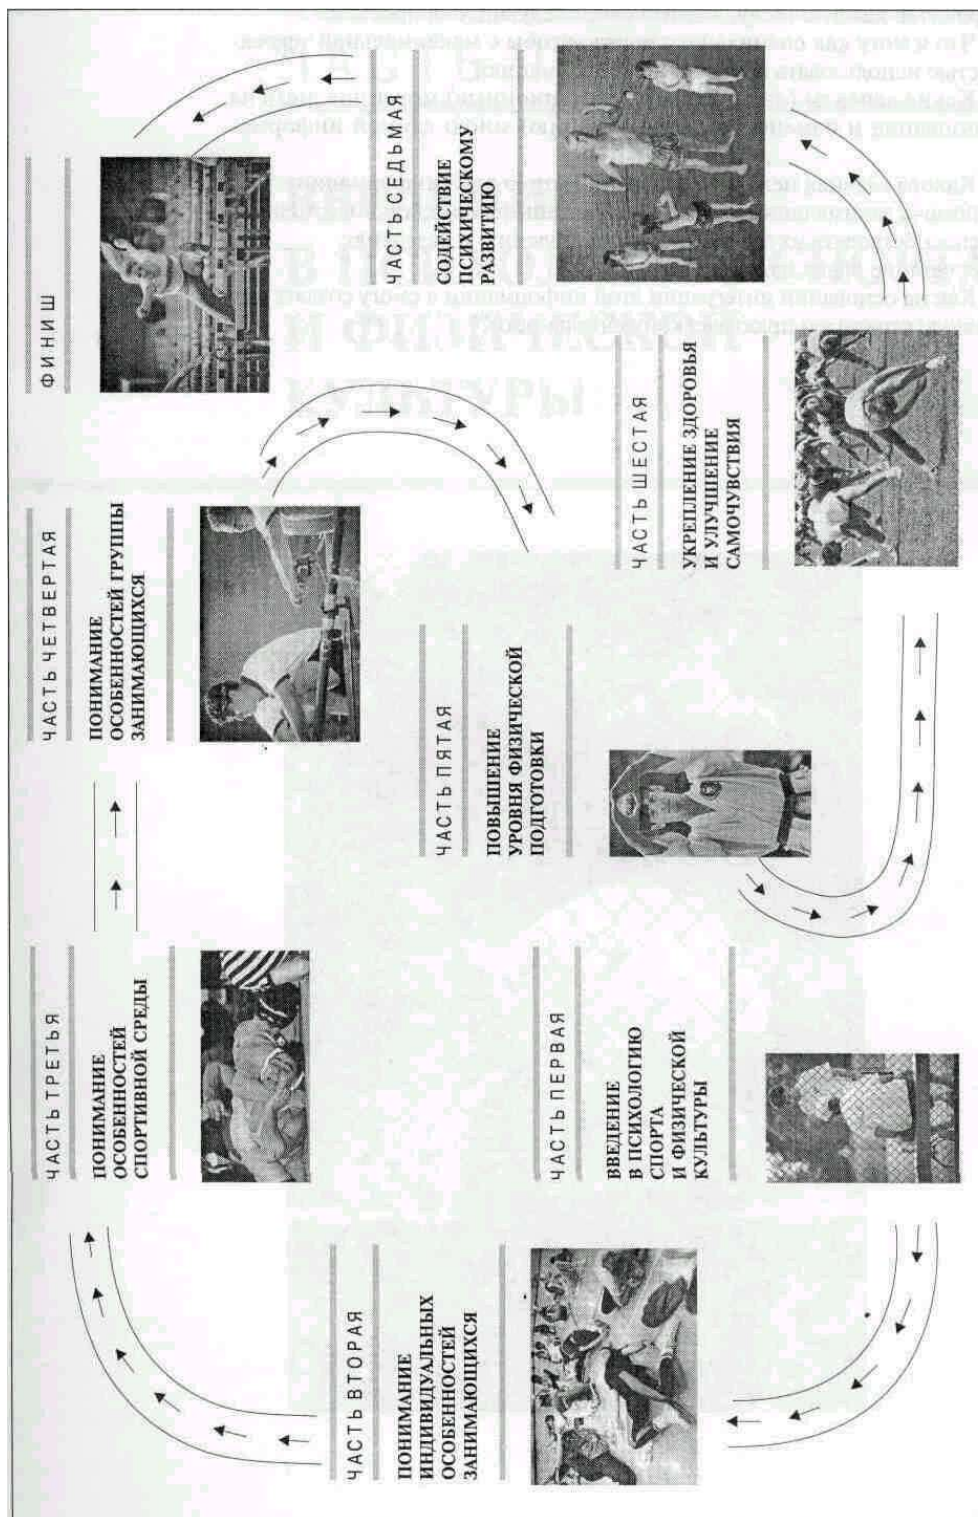 ЧАСТЬ ПЕРВАЯ
ВВЕДЕНИЕ
В ПСИХОЛОГИЮ
СПОРТА
И ФИЗИЧЕСКОЙ
КУЛЬТУРЫ
ЧАСТЬ ВТОРАЯ
ПОНИМАНИЕ
ИНДИВИДУАЛЬНЫХ
ОСОБЕННОСТЕЙ
ЗАНИМАЮЩИХСЯ
ЧАСТЬ ТРЕТЬЯ
ПОНИМАНИЕ
ОСОБЕННОСТЕЙ
СПОРТИВНОЙ СРЕДЫ
ЧАСТЬ ЧЕТВЕРТАЯ
ПОНИМАНИЕ
ОСОБЕННОСТЕЙ ГРУППЫ
ЗАНИМАЮЩИХСЯ
ЧАСТЬ ПЯТАЯ
ПОВЫШЕНИЕ
УРОВНЯ ФИЗИЧЕСКОЙ
ПОДГОТОВКИ
ЧАСТЬ ШЕСТАЯ
УКРЕПЛЕНИЕ ЗДОРОВЬЯ
И УЛУЧШЕНИЕ
САМОЧУВСТВИЯ
ЧАСТЬ СЕДЬМАЯ
СОДЕЙСТВИЕ
ПСИХИЧЕСКОМУ
РАЗВИТИЮ
ФИНИШ